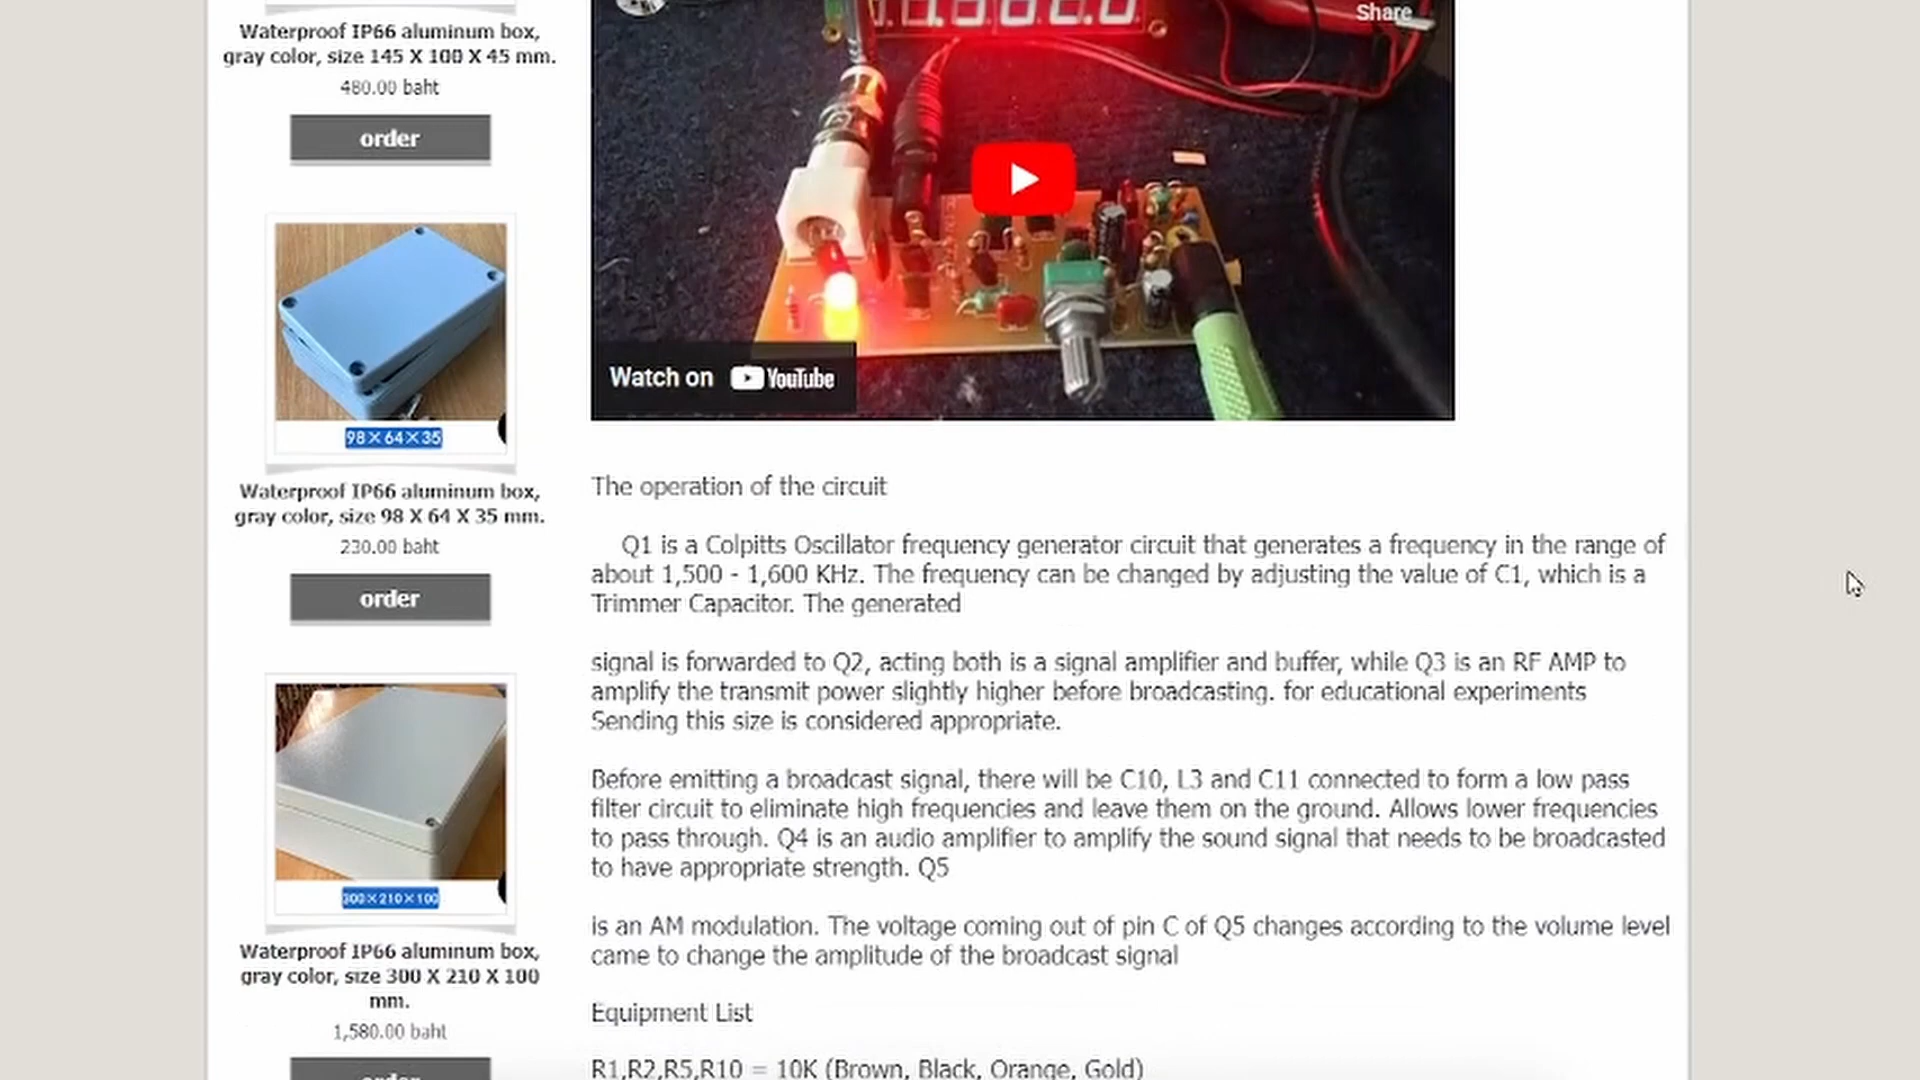 Waterproof IP66 aluminum box,
gray color, size 145 X 100 X 45 mm.
480.00 baht
order
98×64×35
Waterproof IP66 aluminum box,
gray color, size 98 X 64 X 35 mm.
230.00 baht
order
300×210×100
Waterproof IP66 aluminum box,
gray color, size 300 X 210 X 100
mm.
1,580.00 baht
order
Share
Watch on YouTube
The operation of the circuit
Q1 is a Colpitts Oscillator frequency generator circuit that generates a frequency in the range of
about 1,500 - 1,600 KHz. The frequency can be changed by adjusting the value of C1, which is a
Trimmer Capacitor. The generated
signal is forwarded to Q2, acting both is a signal amplifier and buffer, while Q3 is an RF AMP to
amplify the transmit power slightly higher before broadcasting. for educational experiments
Sending this size is considered appropriate.
Before emitting a broadcast signal, there will be C10, L3 and C11 connected to form a low pass
filter circuit to eliminate high frequencies and leave them on the ground. Allows lower frequencies
to pass through. Q4 is an audio amplifier to amplify the sound signal that needs to be broadcasted
to have appropriate strength. Q5
is an AM modulation. The voltage coming out of pin C of Q5 changes according to the volume level
came to change the amplitude of the broadcast signal
Equipment List
R1,R2,R5,R10 = 10K (Brown, Black, Orange, Gold)